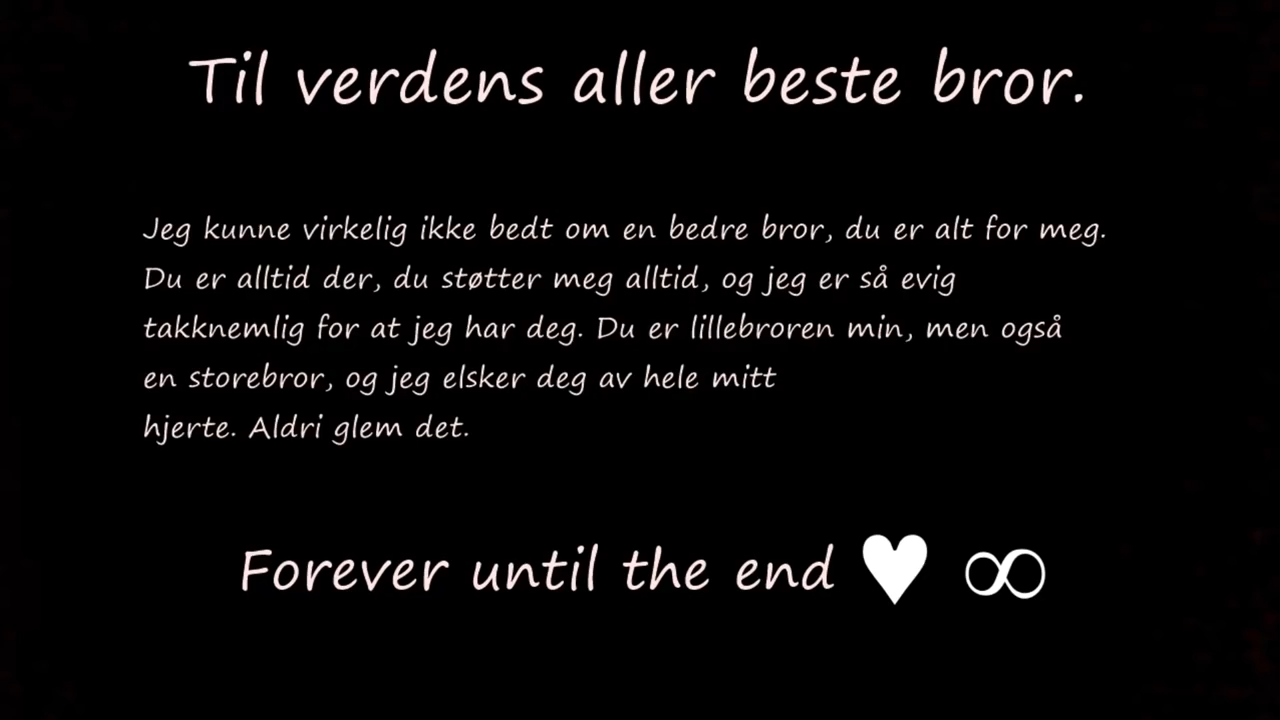 Til verdens aller beste bror.
Jeg kunne virkelig ikke bedt om en bedre bror, du er alt for meg.
Du er alltid der, du støtter meg alltid, og jeg er så evig
takknemlig for at jeg har deg. Du er lillebroren min, men også
en storebror, og jeg elsker deg av hele mitt
hjerte. Aldri glem det.
Forever until the end ♥ ∞